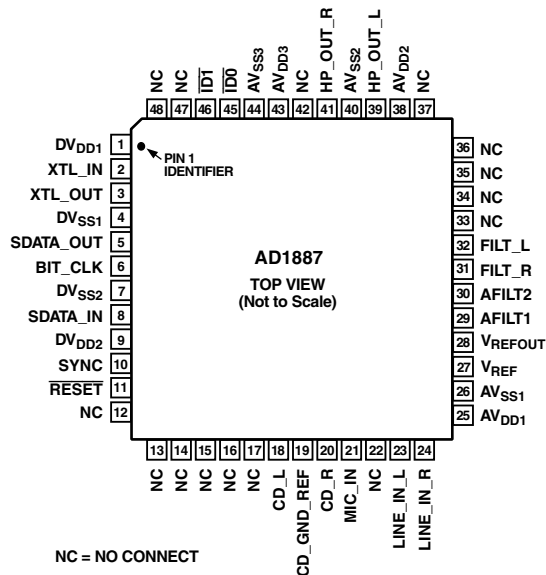 NC
NC
ID1
ID0
AVSS3
AVDD3
NC
HP_OUT_R
AVSS2
HP_OUT_L
AVDD2
NC
48 47 46 45 44 43 42 41 40 39 38 37
DVDD1 1
XTL_IN 2
XTL_OUT 3
DVSS1 4
SDATA_OUT 5
BIT_CLK 6
DVSS2 7
SDATA_IN 8
DVDD2 9
SYNC 10
RESET 11
NC 12
PIN 1
IDENTIFIER
AD1887
TOP VIEW
(Not to Scale)
36 NC
35 NC
34 NC
33 NC
32 FILT_L
31 FILT_R
30 AFILT2
29 AFILT1
28 VREFOUT
27 VREF
26 AVSS1
25 AVDD1
13 14 15 16 17 18 19 20 21 22 23 24
NC
NC
NC
NC
NC
CD_L
CD_GND_REF
CD_R
MIC_IN
NC
LINE_IN_L
LINE_IN_R
NC = NO CONNECT